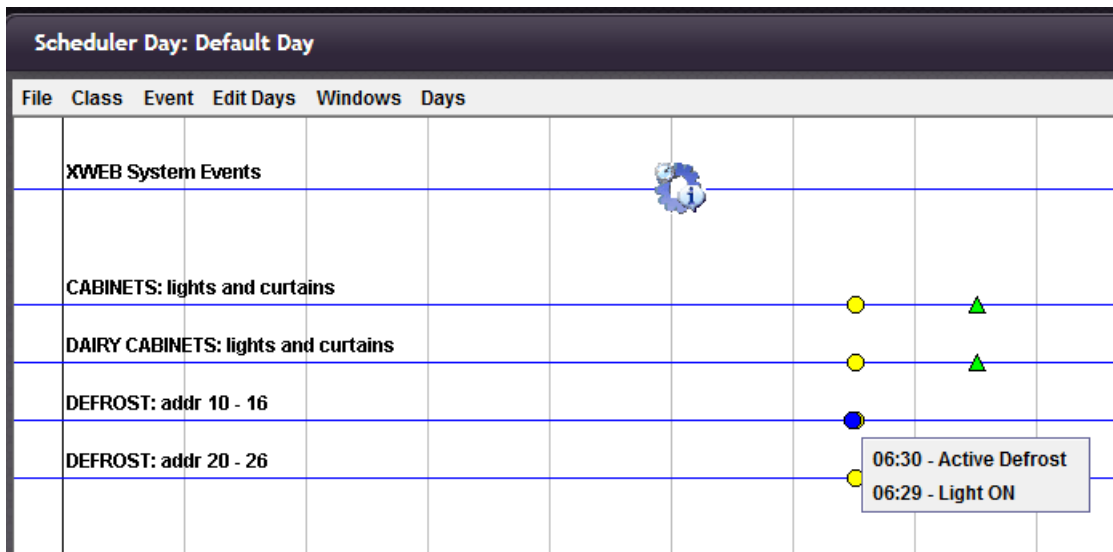 Scheduler Day: Default Day
File Class Event Edit Days Windows Days
XWEB System Events
i
CABINETS: lights and curtains
DAIRY CABINETS: lights and curtains
DEFROST: addr 10 - 16
DEFROST: addr 20 - 26
06:30 - Active Defrost
06:29 - Light ON